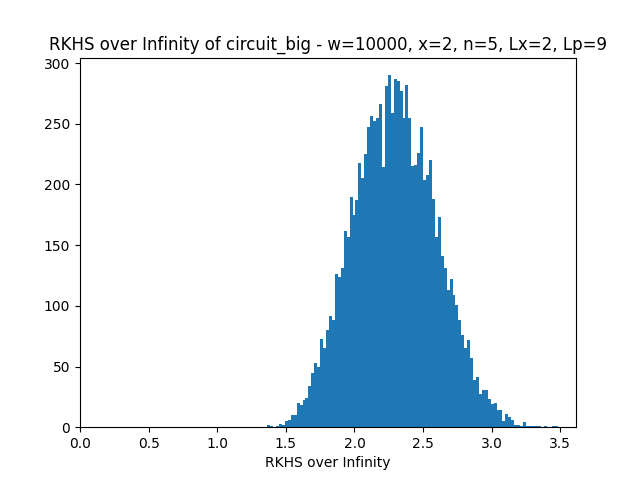 RKHS over Infinity of circuit_big - w=10000, x=2, n=5, Lx=2, Lp=9
300
250
200
150
100
50
0
0.0 0.5 1.0 1.5 2.0 2.5 3.0 3.5
RKHS over Infinity